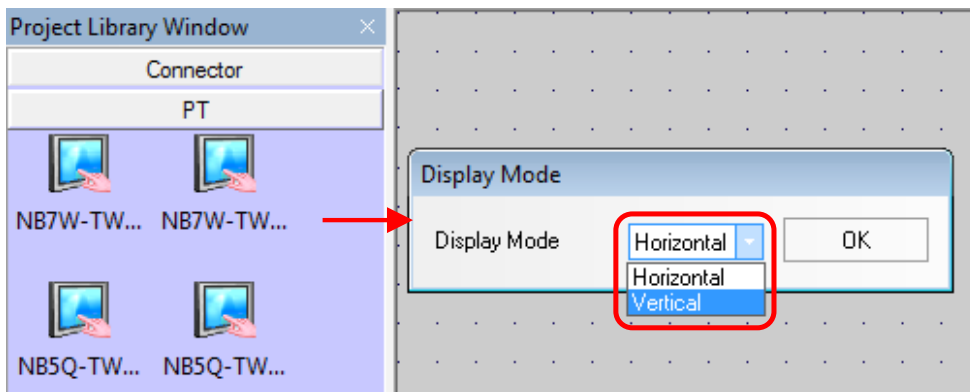 Project Library Window
Connector
PT
NB7W-TW... NB7W-TW...
NB5Q-TW... NB5Q-TW...
Display Mode
Display Mode Horizontal OK
Horizontal
Vertical